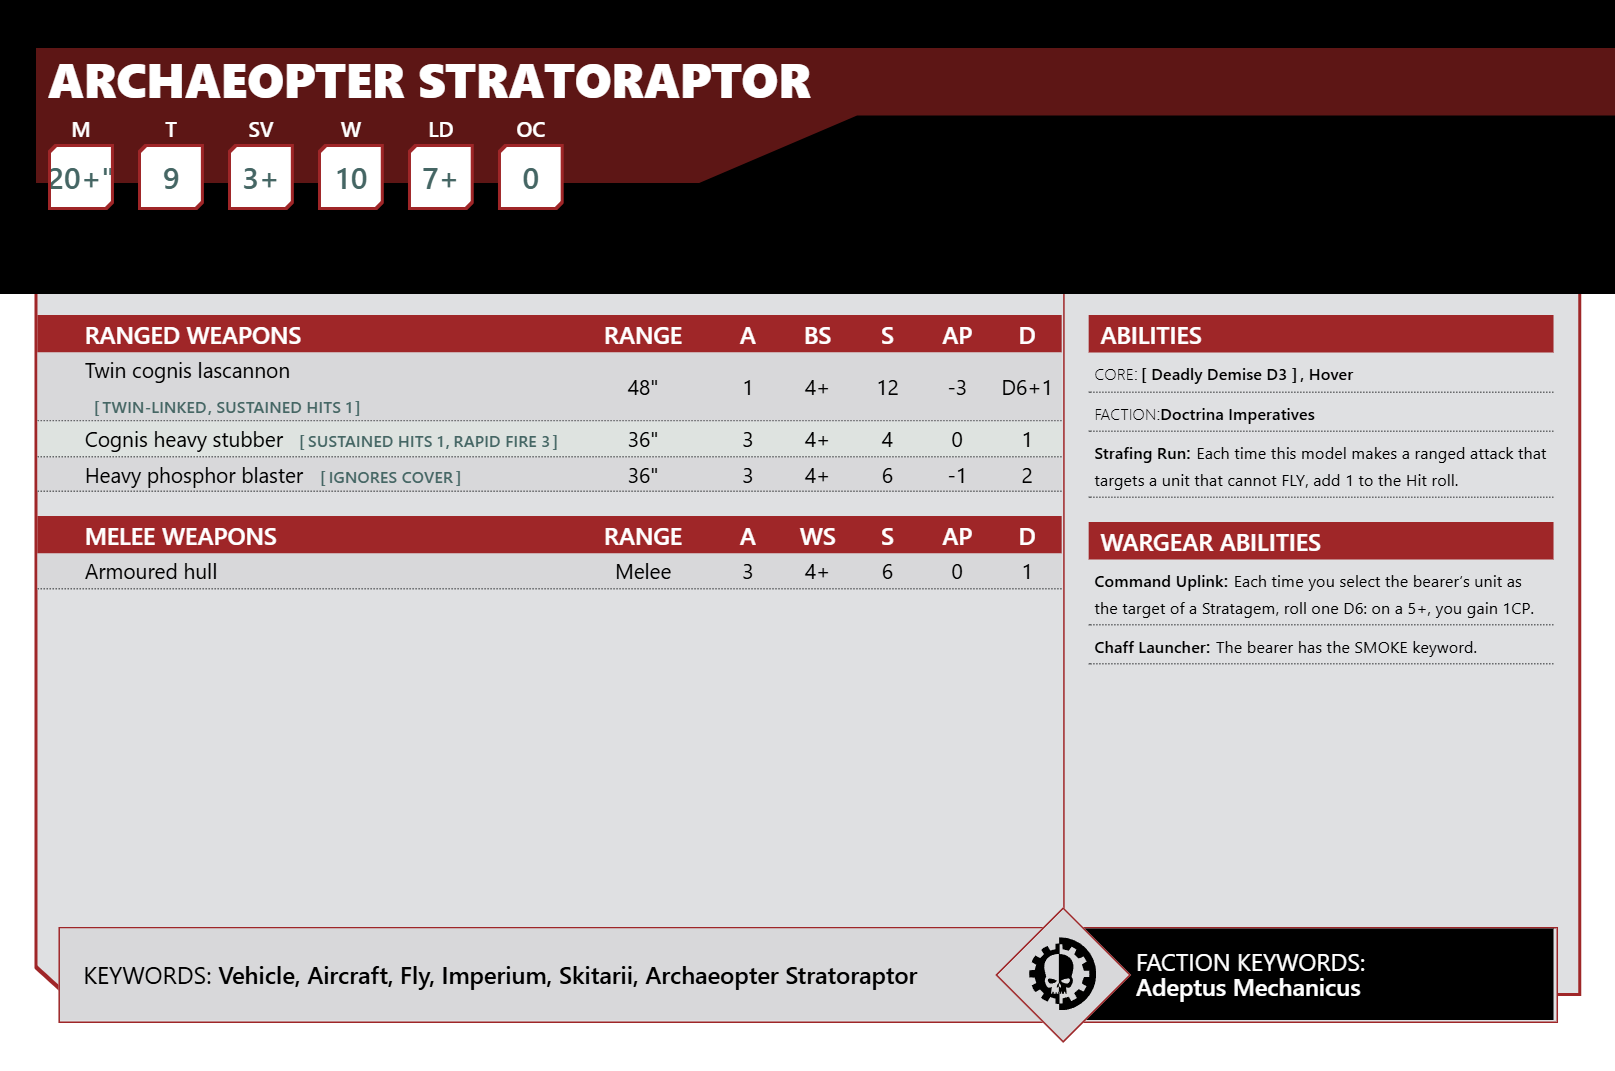 ARCHAEOPTER STRATORAPTOR
M T SV W LD OC
20+" 9 3+ 10 7+ 0
RANGED WEAPONS RANGE A BS S AP D
Twin cognis lascannon
[ TWIN-LINKED, SUSTAINED HITS 1 ] 48" 1 4+ 12 -3 D6+1
Cognis heavy stubber [ SUSTAINED HITS 1, RAPID FIRE 3 ] 36" 3 4+ 4 0 1
Heavy phosphor blaster [ IGNORES COVER ] 36" 3 4+ 6 -1 2
MELEE WEAPONS RANGE A WS S AP D
Armoured hull Melee 3 4+ 6 0 1
ABILITIES
CORE: [ Deadly Demise D3 ] , Hover
FACTION:Doctrina Imperatives
Strafing Run: Each time this model makes a ranged attack that
targets a unit that cannot FLY, add 1 to the Hit roll.
WARGEAR ABILITIES
Command Uplink: Each time you select the bearer's unit as
the target of a Stratagem, roll one D6: on a 5+, you gain 1CP.
Chaff Launcher: The bearer has the SMOKE keyword.
KEYWORDS: Vehicle, Aircraft, Fly, Imperium, Skitarii, Archaeopter Stratoraptor
FACTION KEYWORDS:
Adeptus Mechanicus